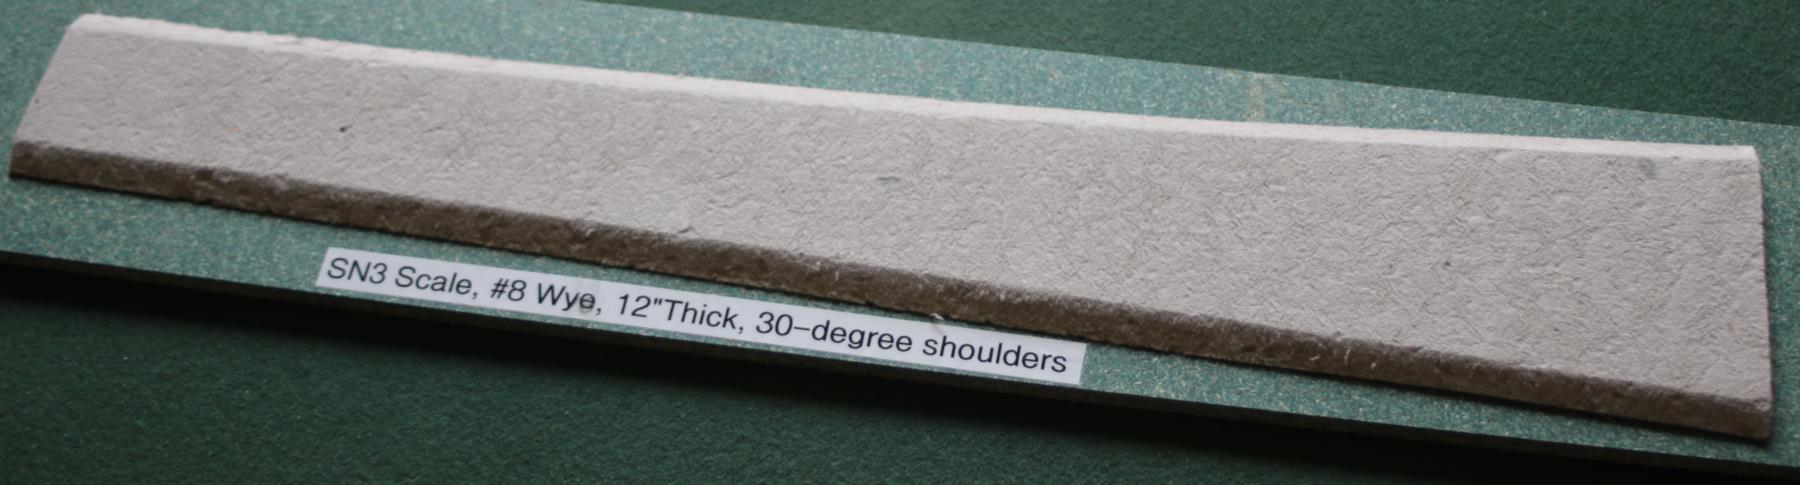 SN3 Scale, #8 Wye, 12"Thick, 30-degree shoulders